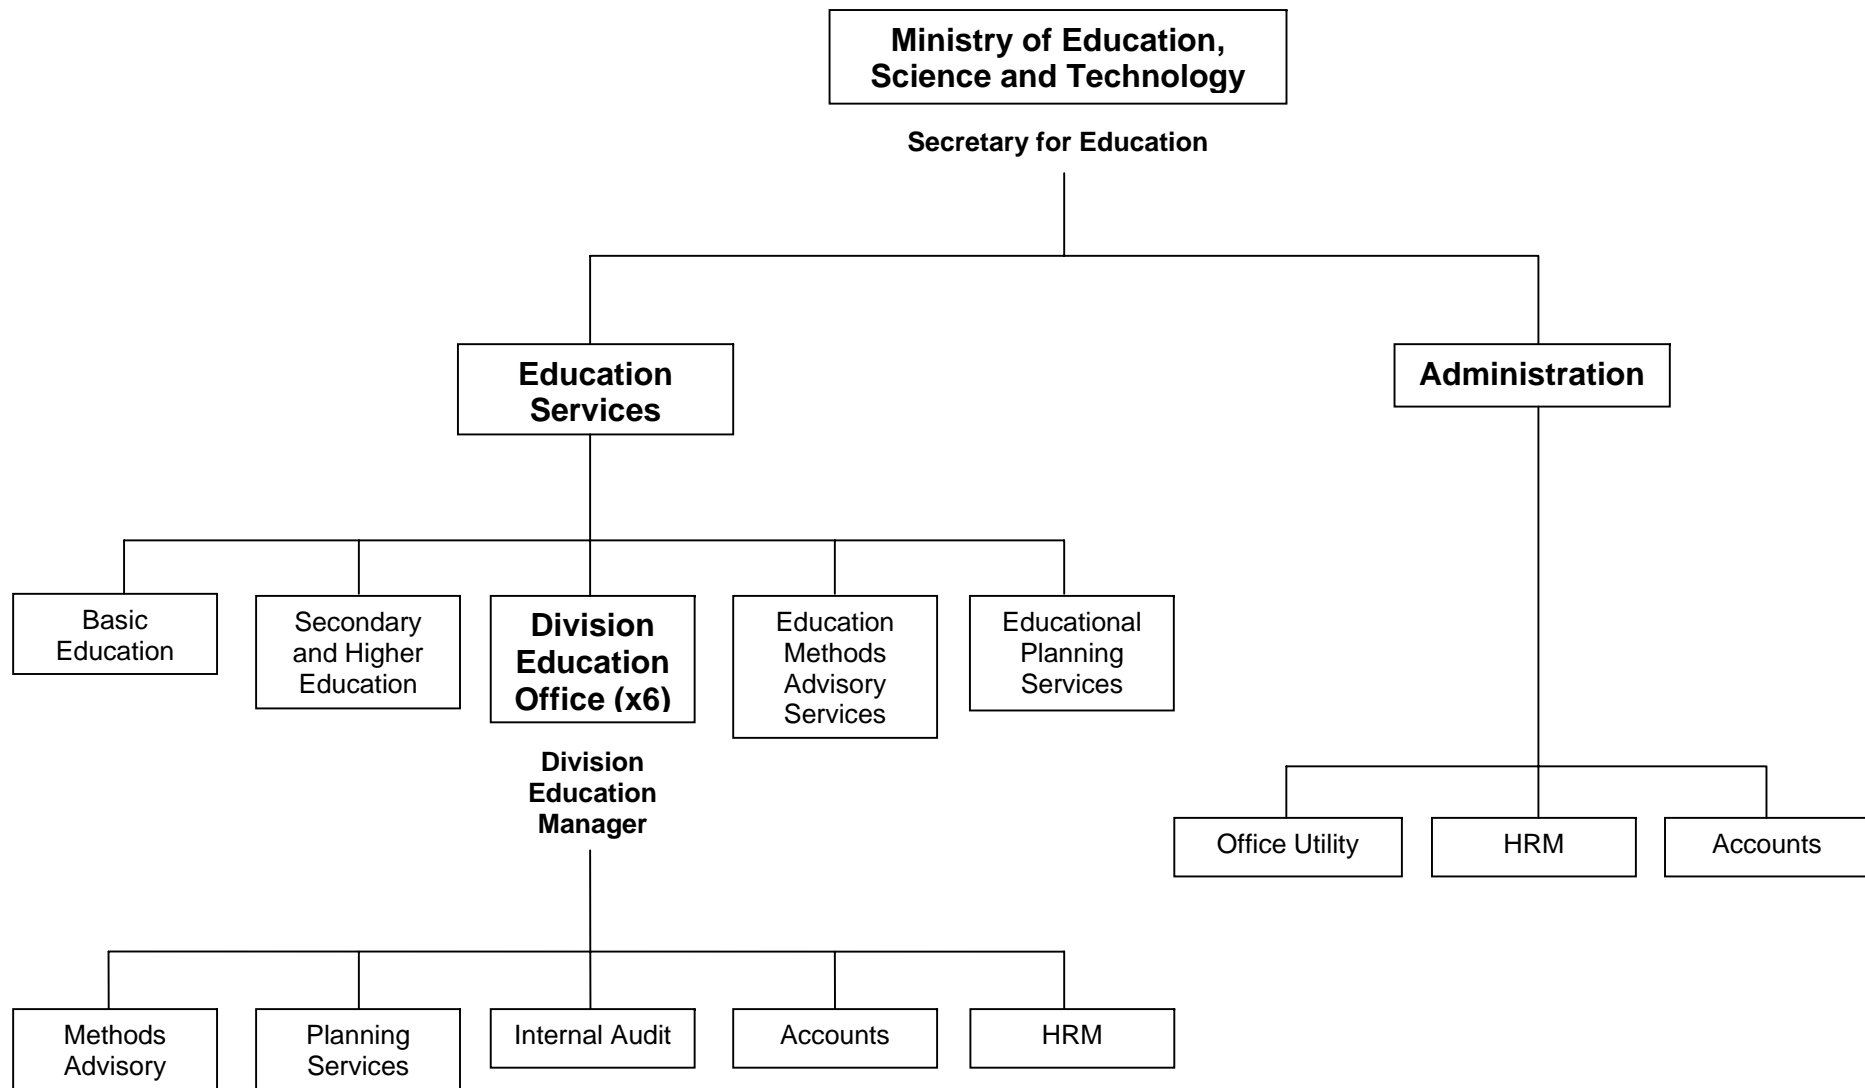 Ministry of Education,
Science and Technology
Secretary for Education
Education
Services
Administration
Basic
Education
Secondary
and Higher
Education
Division
Education
Office (x6)
Education
Methods
Advisory
Services
Educational
Planning
Services
Division
Education
Manager
Office Utility
HRM
Accounts
Methods
Advisory
Planning
Services
Internal Audit
Accounts
HRM